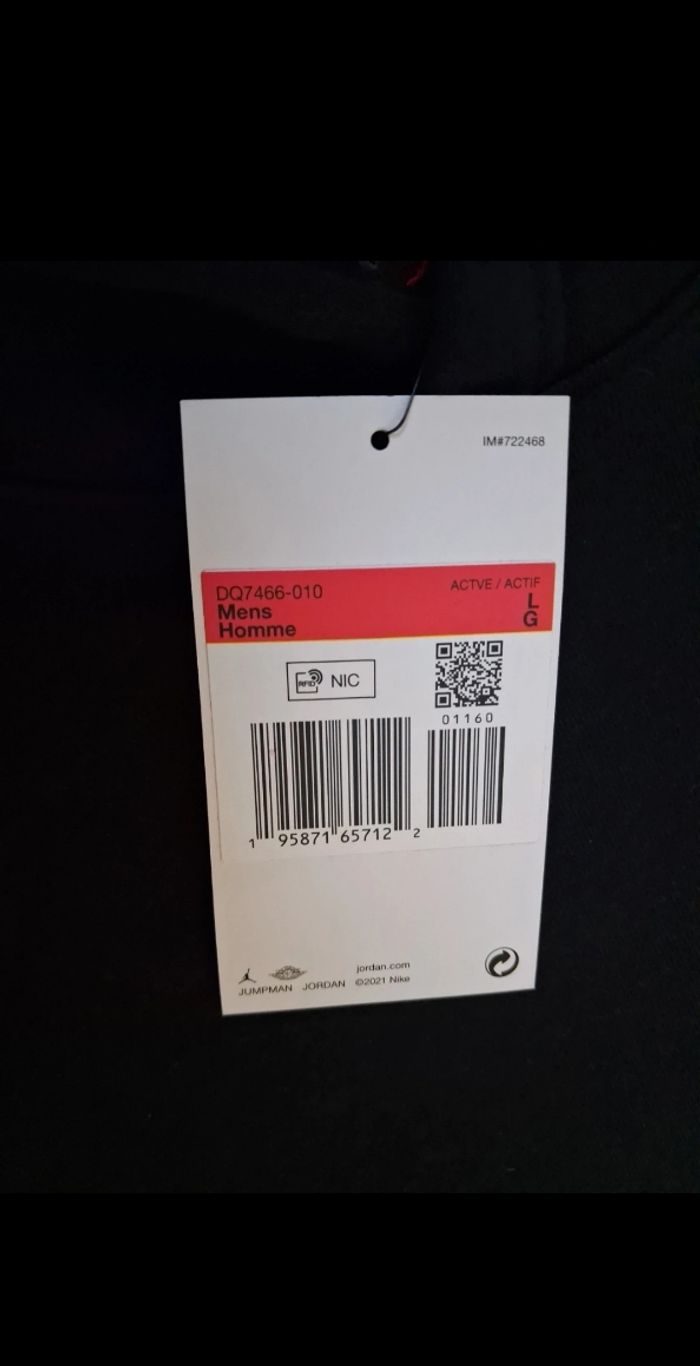 IM#722468
DQ7466-010
ACTVE / ACTIF
Mens
L
Homme
G
RFID NIC
01160
1 95871 65712 2
jordan.com
JUMPMAN JORDAN ©2021 Nike